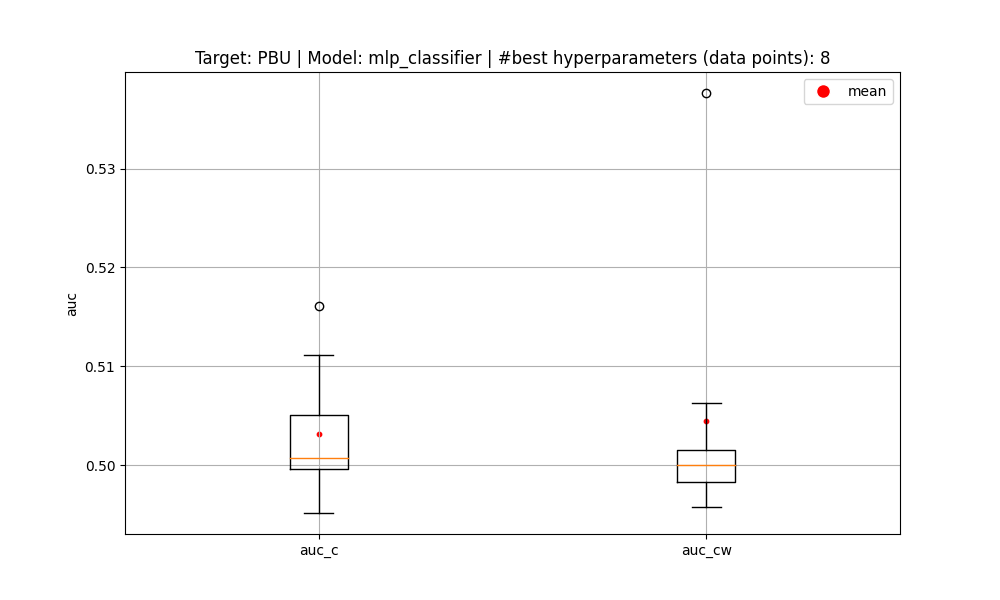 Target: PBU | Model: mlp_classifier | #best hyperparameters (data points): 8
mean
auc
0.53
0.52
0.51
0.50
auc_c
auc_cw